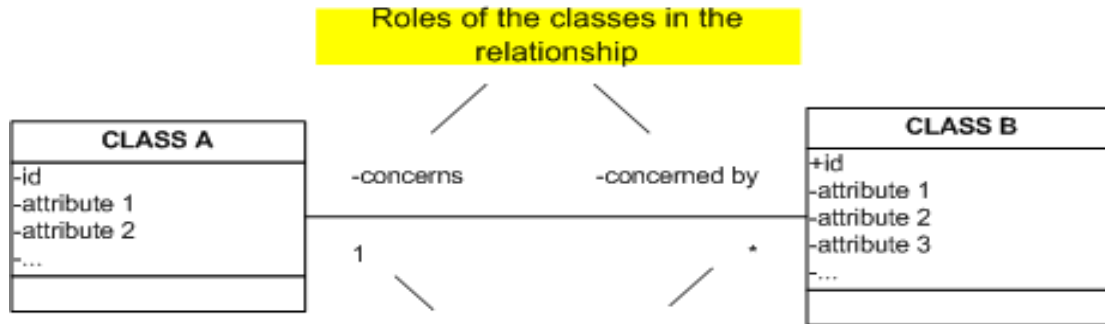 Roles of the classes in the
relationship
CLASS A
-id
-attribute 1
-attribute 2
-...
-concerns
-concerned by
1
*
CLASS B
+id
-attribute 1
-attribute 2
-attribute 3
-...